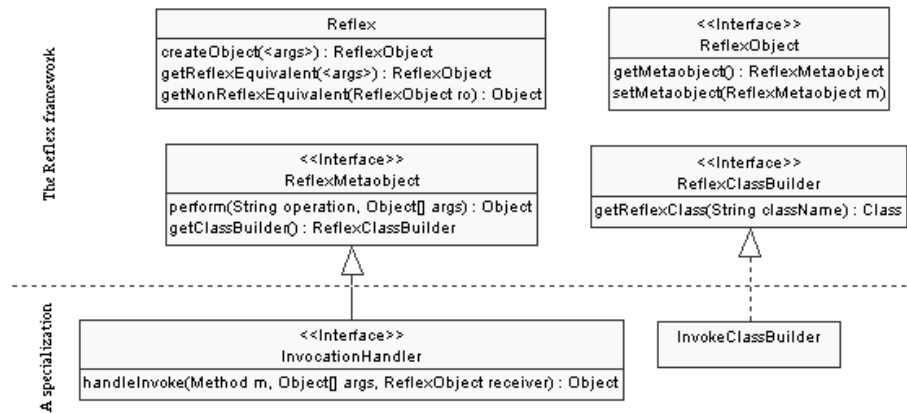 The Reflex framework
Reflex
createObject(<args>) : ReflexObject
getReflexEquivalent(<args>) : ReflexObject
getNonReflexEquivalent(ReflexObject ro) : Object
<<Interface>>
ReflexObject
getMetaobject() : ReflexMetaobject
setMetaobject(ReflexMetaobject m)
<<Interface>>
ReflexMetaobject
perform(String operation, Object[] args) : Object
getClassBuilder() : ReflexClassBuilder
<<Interface>>
ReflexClassBuilder
getReflexClass(String className) : Class
A specialization
<<Interface>>
InvocationHandler
handleInvoke(Method m, Object[] args, ReflexObject receiver) : Object
InvokeClassBuilder